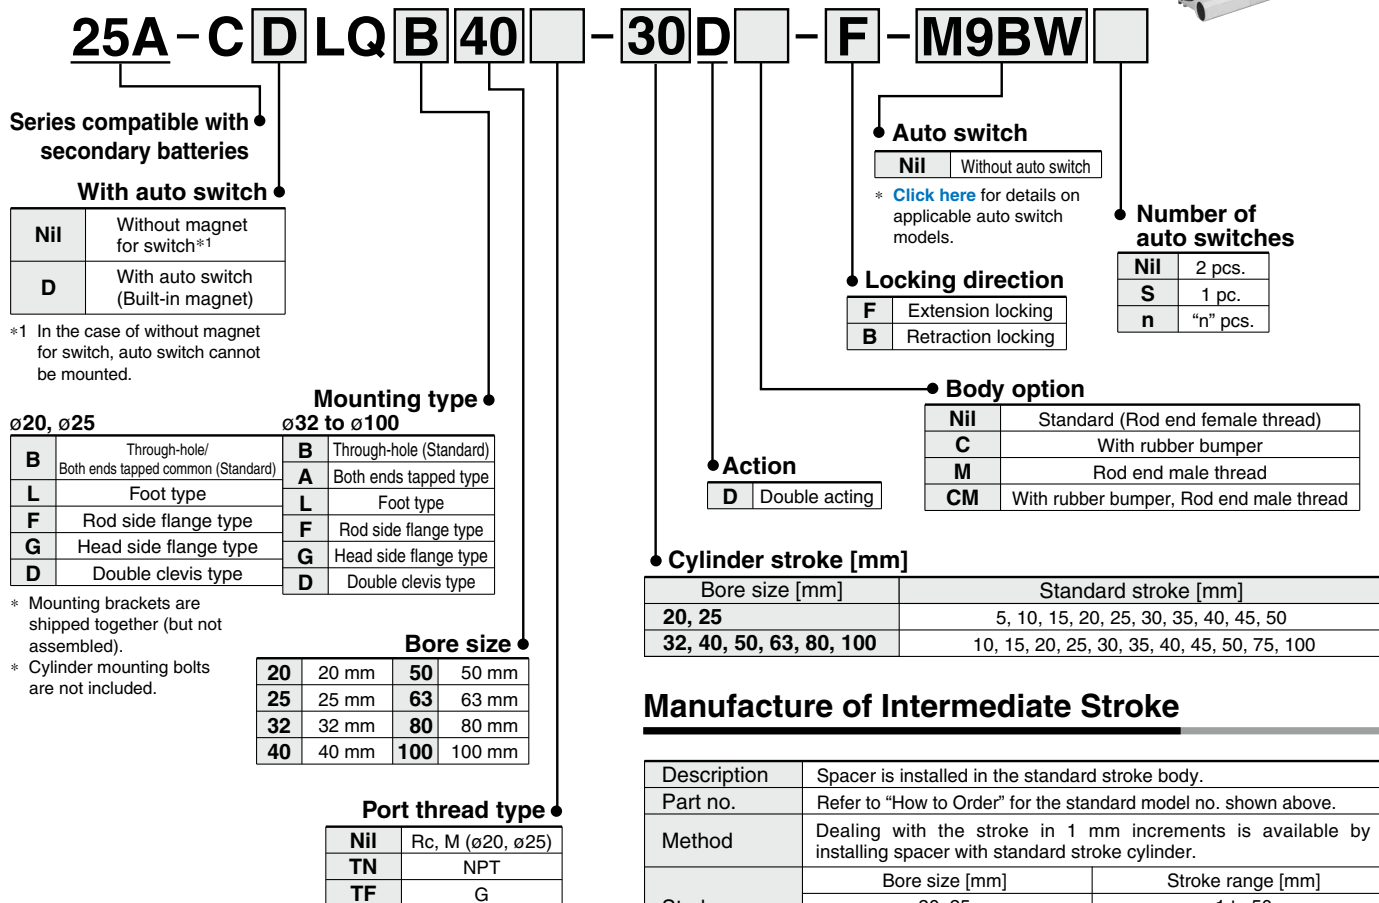 25A-CDLQB40 -30D -F-M9BW
Series compatible with
secondary batteries
With auto switch
Nil Without magnet
for switch*1
D With auto switch
(Built-in magnet)
*1 In the case of without magnet
for switch, auto switch cannot
be mounted.
Mounting type
ø20, ø25
B Through-hole/
Both ends tapped common (Standard)
L Foot type
F Rod side flange type
G Head side flange type
D Double clevis type
ø32 to ø100
B Through-hole (Standard)
A Both ends tapped type
L Foot type
F Rod side flange type
G Head side flange type
D Double clevis type
* Mounting brackets are
shipped together (but not
assembled).
* Cylinder mounting bolts
are not included.
Bore size
20 20 mm 50 50 mm
25 25 mm 63 63 mm
32 32 mm 80 80 mm
40 40 mm 100 100 mm
Port thread type
Nil Rc, M (ø20, ø25)
TN NPT
TF G
Auto switch
Nil Without auto switch
* Click here for details on
applicable auto switch
models.
Number of
auto switches
Nil 2 pcs.
S 1 pc.
n "n" pcs.
Locking direction
F Extension locking
B Retraction locking
Body option
Nil Standard (Rod end female thread)
C With rubber bumper
M Rod end male thread
CM With rubber bumper, Rod end male thread
Action
D Double acting
Cylinder stroke [mm]
Bore size [mm] Standard stroke [mm]
20, 25 5, 10, 15, 20, 25, 30, 35, 40, 45, 50
32, 40, 50, 63, 80, 100 10, 15, 20, 25, 30, 35, 40, 45, 50, 75, 100
Manufacture of Intermediate Stroke
Description Spacer is installed in the standard stroke body.
Part no. Refer to "How to Order" for the standard model no. shown above.
Method Dealing with the stroke in 1 mm increments is available by
installing spacer with standard stroke cylinder.
Bore size [mm] Stroke range [mm]